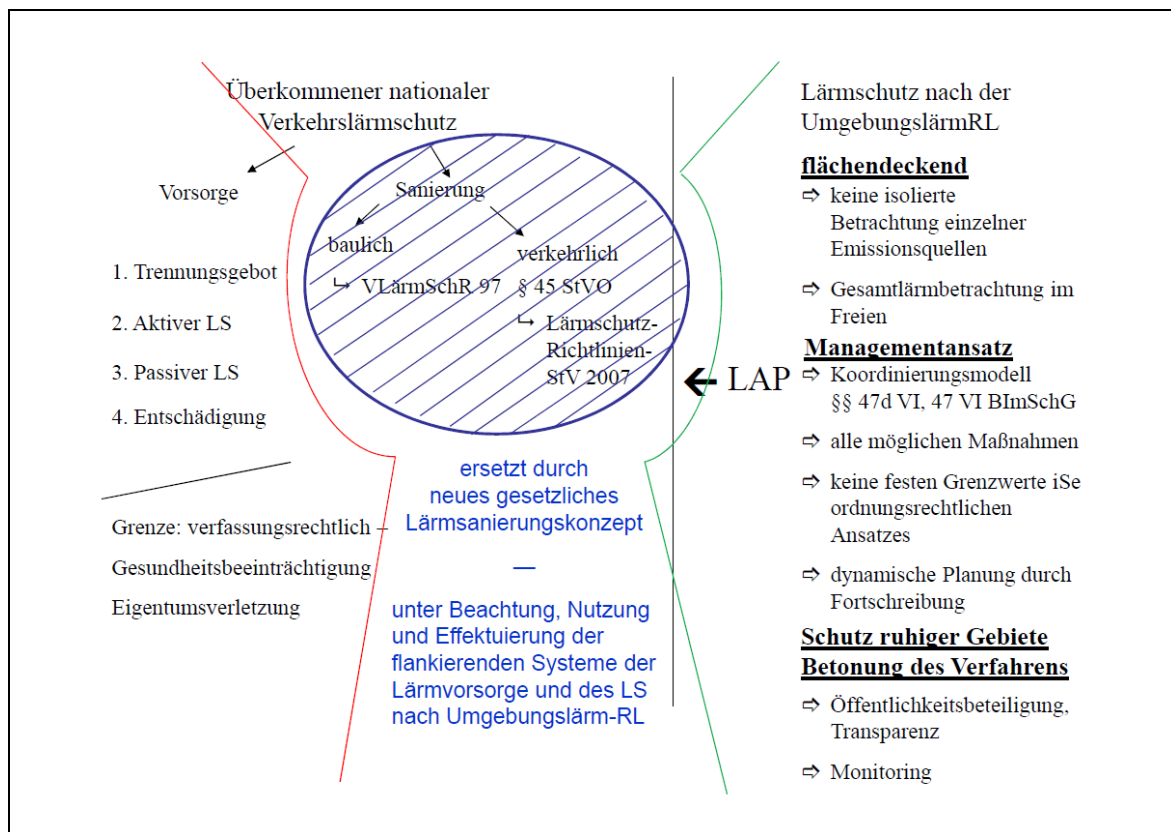 Überkommener nationaler
Verkehrslärmschutz
Vorsorge
Sanierung
baulich
verkehrlich
VLärmSchR 97
§ 45 StVO
Lärmschutz-
Richtlinien-
StV 2007
1. Trennungsgebot
2. Aktiver LS
3. Passiver LS
4. Entschädigung
Grenze: verfassungsrechtlich –
Gesundheitsbeeinträchtigung
Eigentumsverletzung
ersetzt durch
neues gesetzliches
Lärmsanierungskonzept
—
unter Beachtung, Nutzung
und Effektuierung der
flankierenden Systeme der
Lärmvorsorge und des LS
nach Umgebungslärm-RL
LAP
Lärmschutz nach der
UmgebungslärmRL
flächendeckend
⇨ keine isolierte
Betrachtung einzelner
Emissionsquellen
⇨ Gesamtlärmbetrachtung im
Freien
Managementansatz
⇨ Koordinierungsmodell
§§ 47d VI, 47 VI BImSchG
⇨ alle möglichen Maßnahmen
⇨ keine festen Grenzwerte iSe
ordnungsrechtlichen
Ansatzes
⇨ dynamische Planung durch
Fortschreibung
Schutz ruhiger Gebiete
Betonung des Verfahrens
⇨ Öffentlichkeitsbeteiligung,
Transparenz
⇨ Monitoring